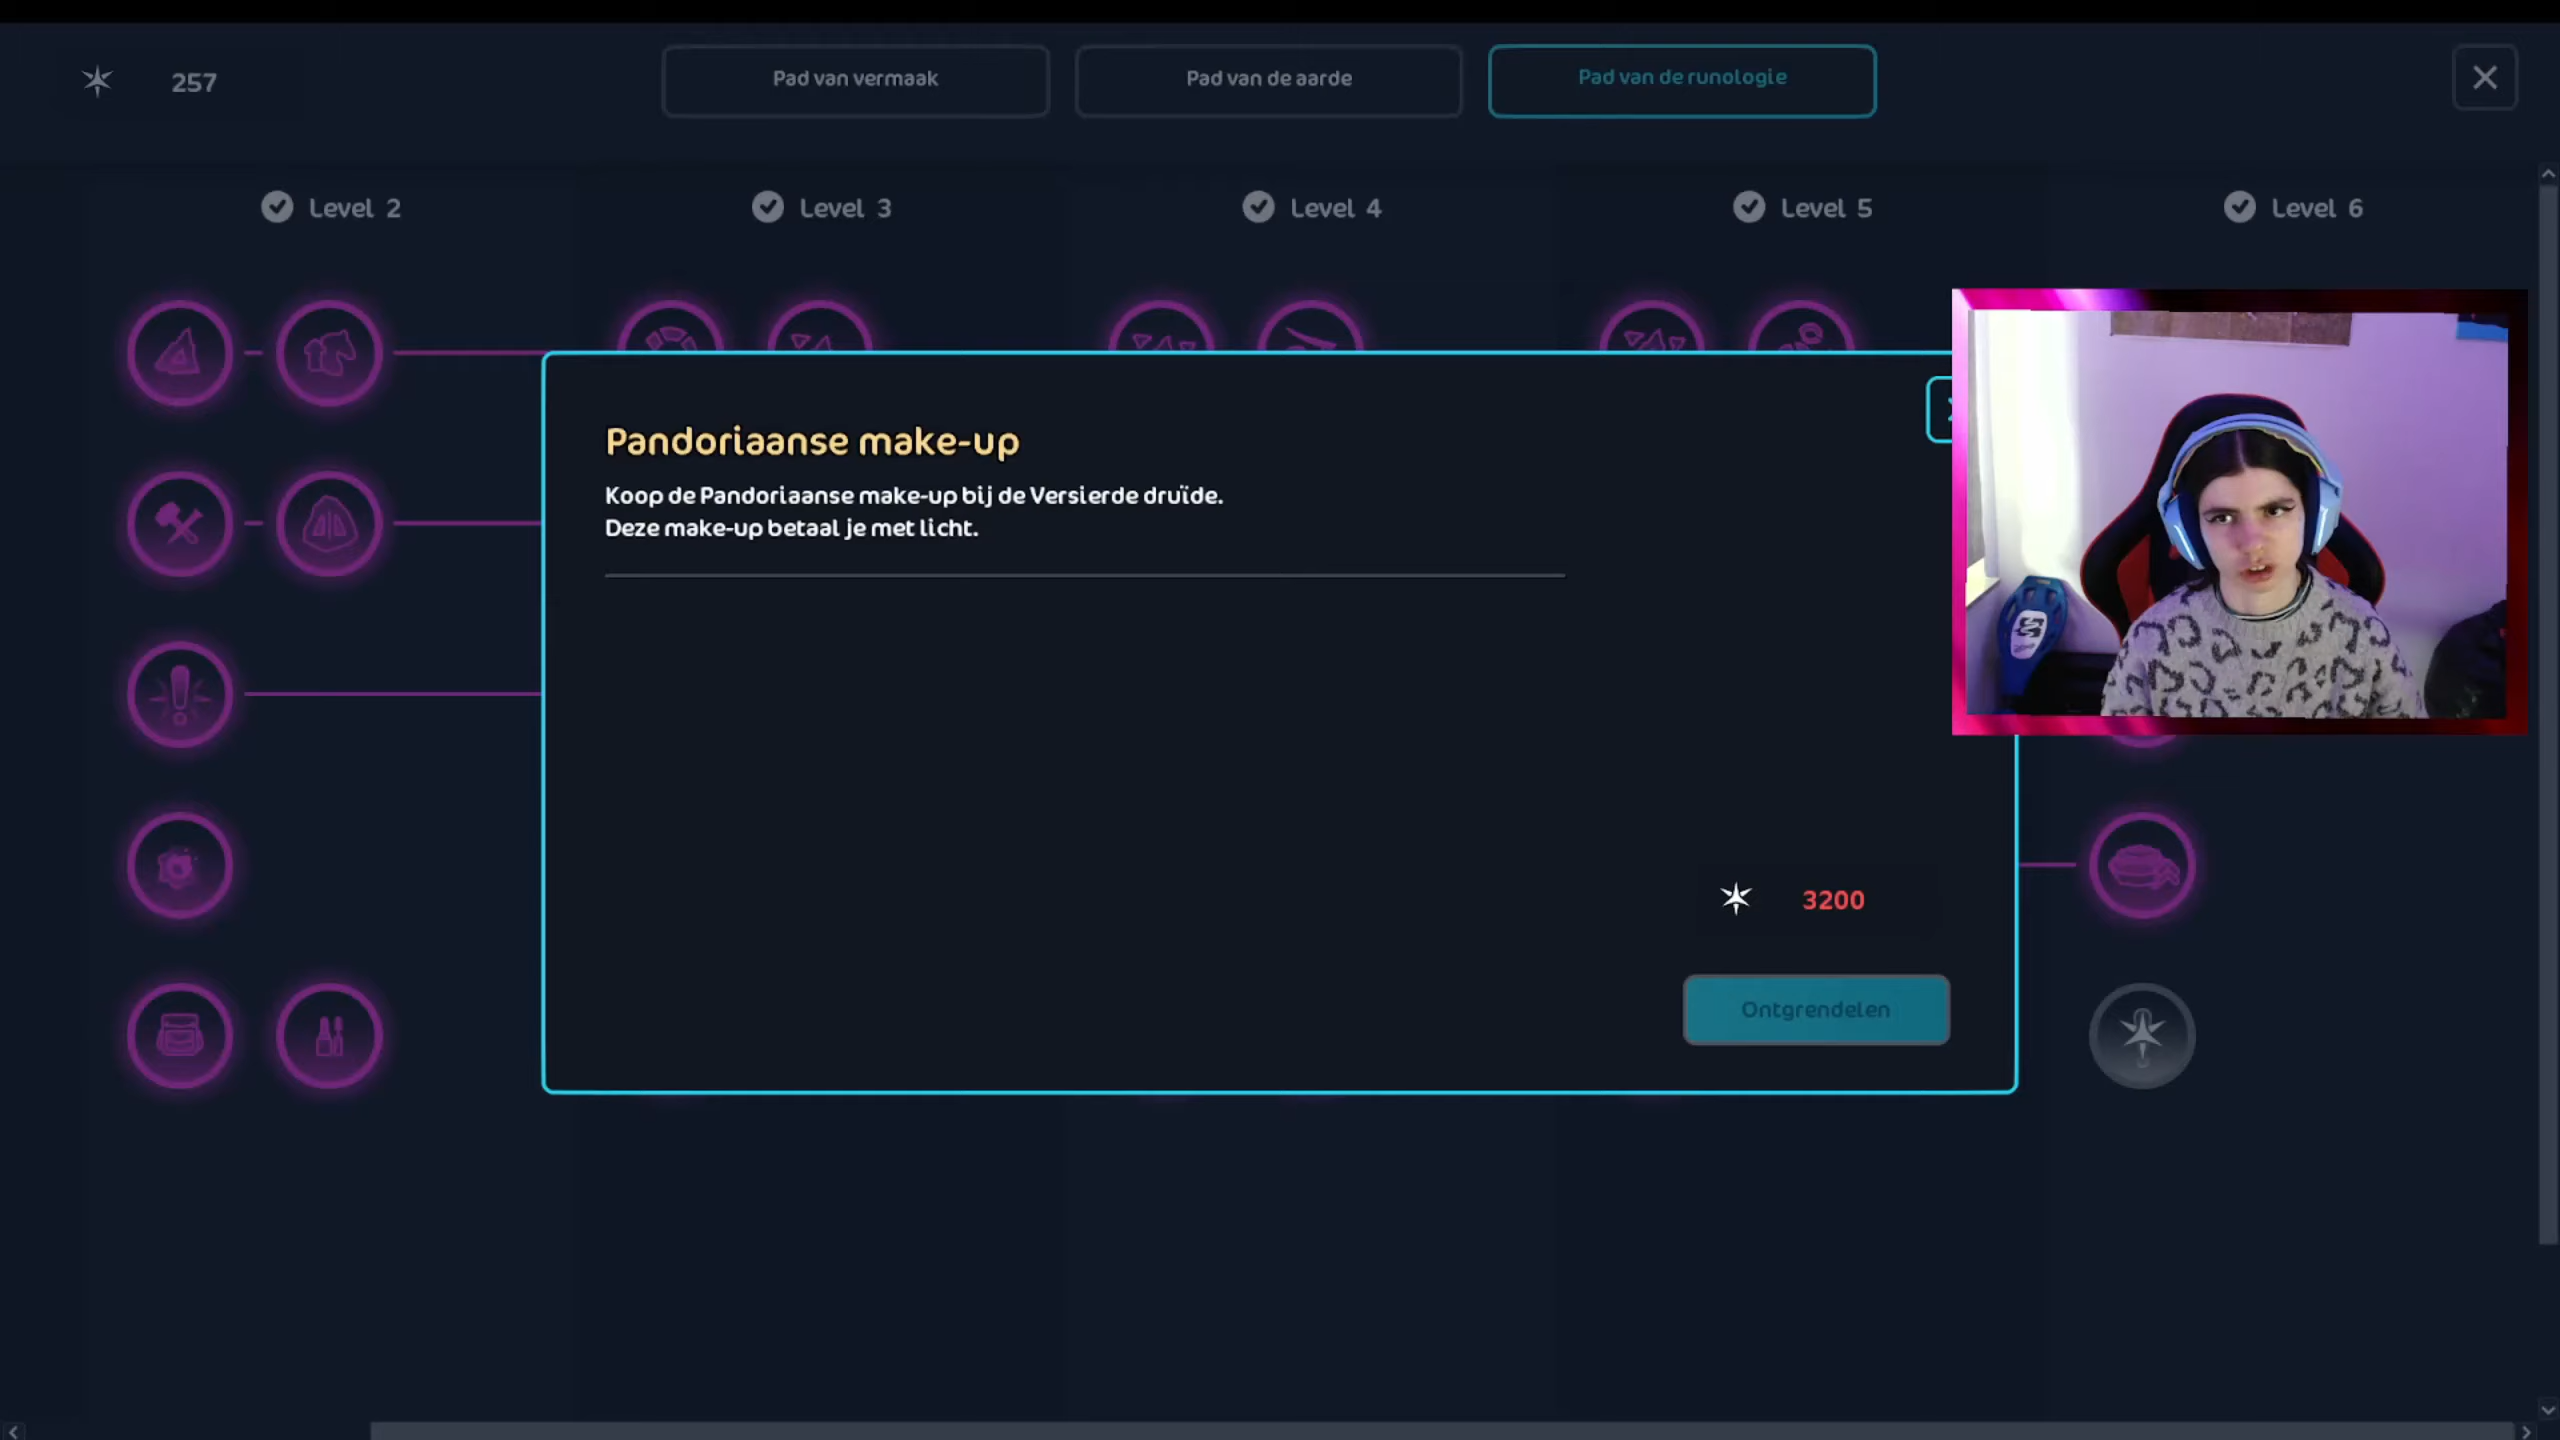 257
Pad van vermaak
Pad van de aarde
Pad van de runologie
Level 2
Level 3
Level 4
Level 5
Level 6
Pandoriaanse make-up
Koop de Pandoriaanse make-up bij de Versierde druïde.
Deze make-up betaal je met licht.
3200
Ontgrendelen